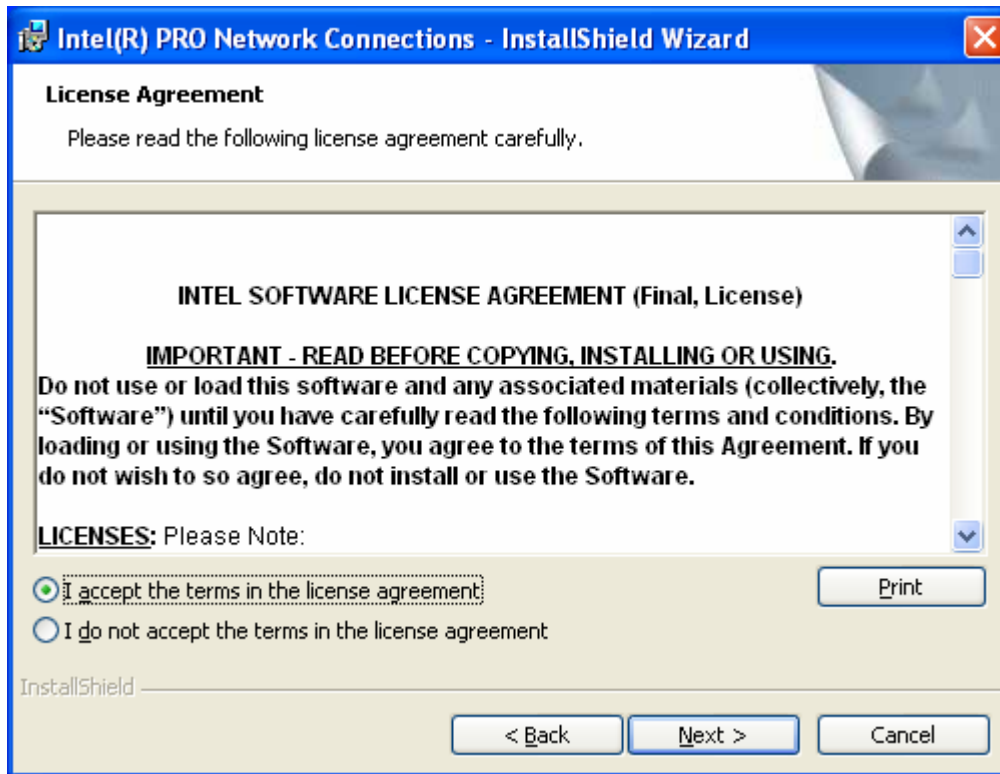 Intel(R) PRO Network Connections - InstallShield Wizard
License Agreement
Please read the following license agreement carefully.
INTEL SOFTWARE LICENSE AGREEMENT (Final, License)
IMPORTANT - READ BEFORE COPYING, INSTALLING OR USING.
Do not use or load this software and any associated materials (collectively, the
“Software”) until you have carefully read the following terms and conditions. By
loading or using the Software, you agree to the terms of this Agreement. If you
do not wish to so agree, do not install or use the Software.
LICENSES: Please Note:
I accept the terms in the license agreement
Print
I do not accept the terms in the license agreement
InstallShield
< Back
Next >
Cancel